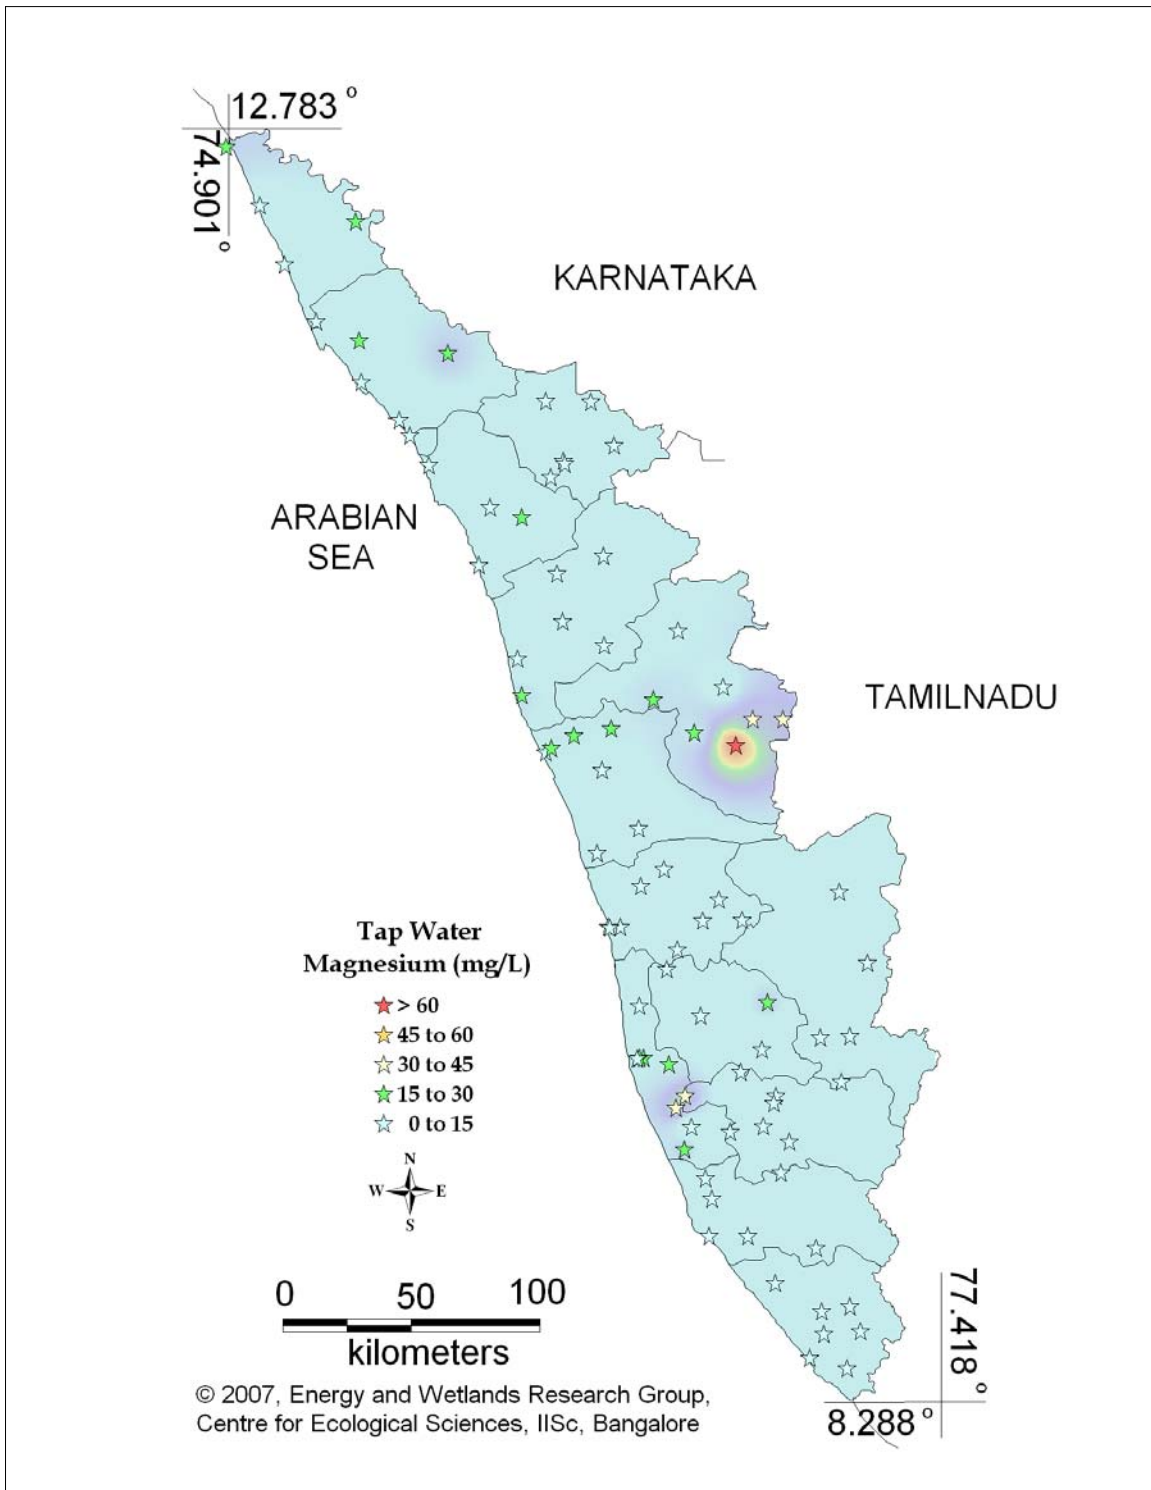 12.783 °
74.901 °
KARNATAKA
ARABIAN
SEA
TAMILNADU
Tap Water
Magnesium (mg/L)
> 60
45 to 60
30 to 45
15 to 30
0 to 15
N
W E
S
0 50 100
kilometers
77.418 °
8.288 °
© 2007, Energy and Wetlands Research Group,
Centre for Ecological Sciences, IISc, Bangalore